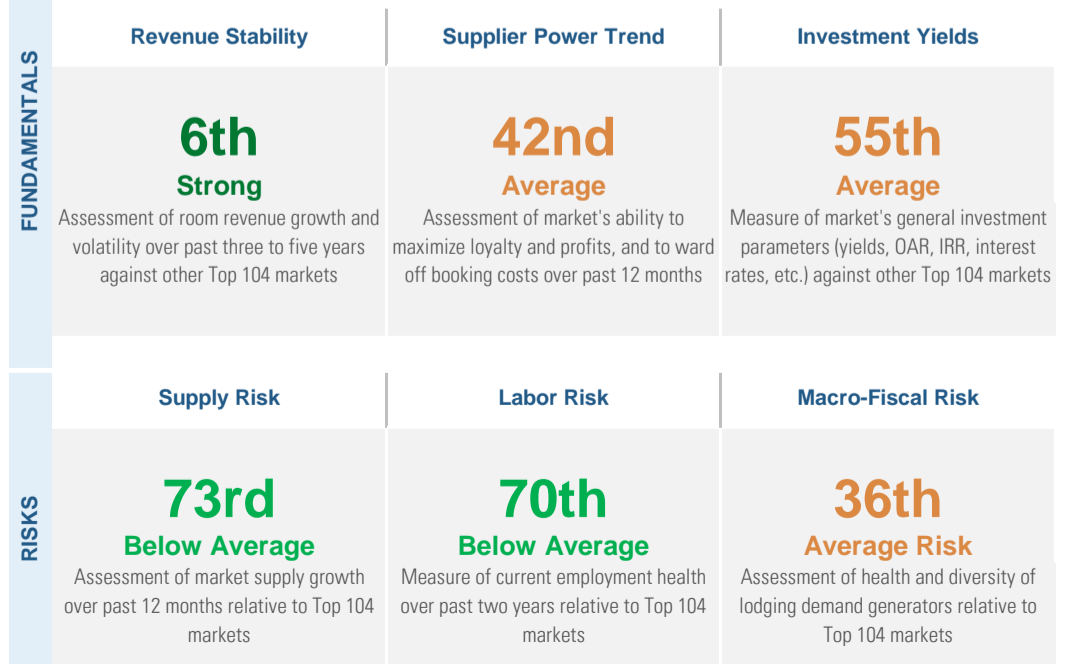 FUNDAMENTALS
Revenue Stability
6th
Strong
Assessment of room revenue growth and
volatility over past three to five years
against other Top 104 markets
Supplier Power Trend
42nd
Average
Assessment of market's ability to
maximize loyalty and profits, and to ward
off booking costs over past 12 months
Investment Yields
55th
Average
Measure of market's general investment
parameters (yields, OAR, IRR, interest
rates, etc.) against other Top 104 markets
RISKS
Supply Risk
73rd
Below Average
Assessment of market supply growth
over past 12 months relative to Top 104
markets
Labor Risk
70th
Below Average
Measure of current employment health
over past two years relative to Top 104
markets
Macro-Fiscal Risk
36th
Average Risk
Assessment of health and diversity of
lodging demand generators relative to
Top 104 markets